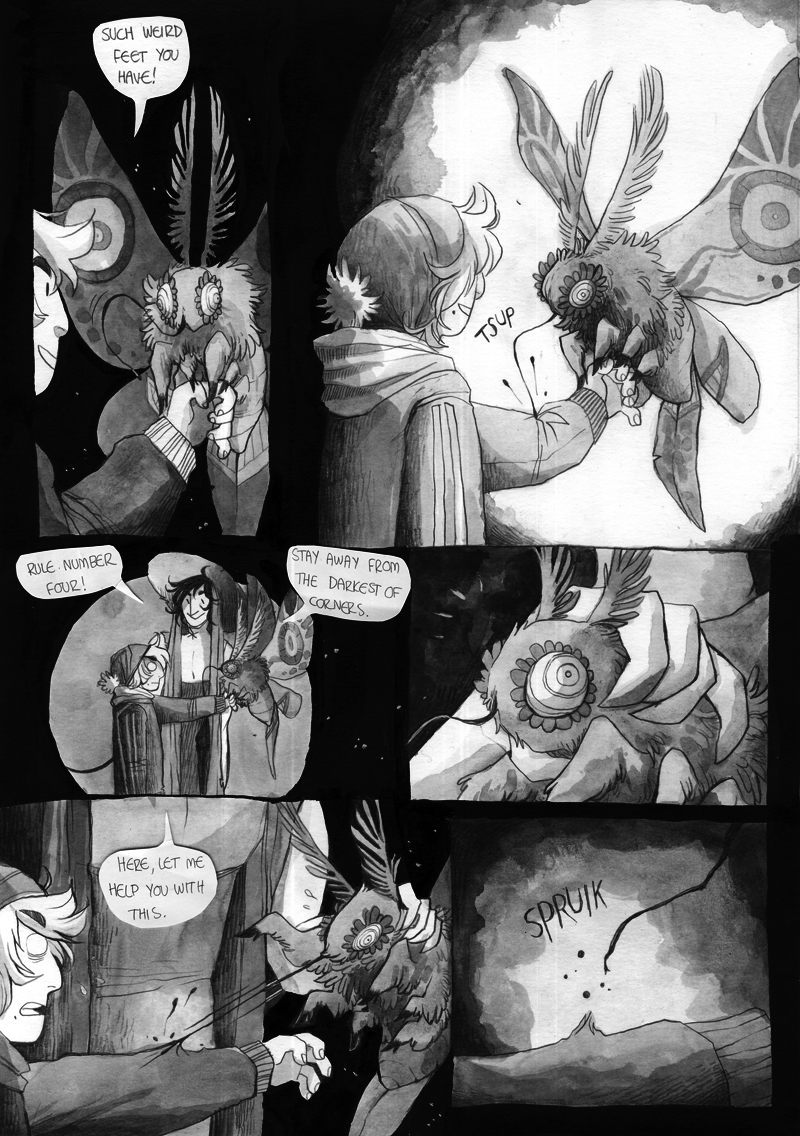 SUCH WEIRD
FEET YOU
HAVE!
TSUP
RULE NUMBER
FOUR!
STAY AWAY FROM
THE DARKEST OF
CORNERS.
HERE, LET ME
HELP YOU WITH
THIS.
SPRUIK